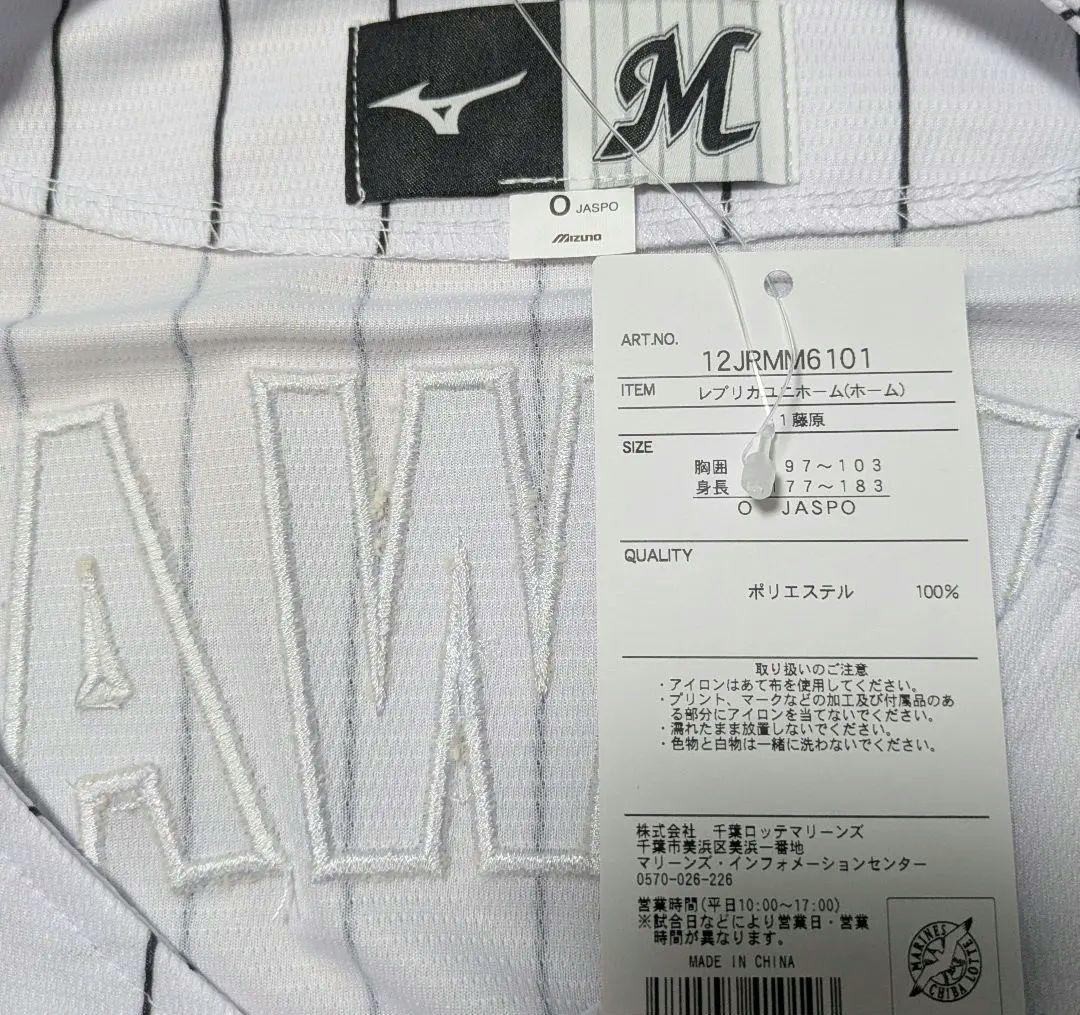 M
O JASPO
MIZUNO
AW
ART.NO.
12JRMM6101
ITEM レプリカユニホーム(ホーム)
1 藤原
SIZE
胸囲 97～103
身長 177～183
O JASPO
QUALITY
ポリエステル 100%
取り扱いのご注意
・アイロンはあて布を使用してください。
・プリント、マークなどの加工及び付属品のあ
る部分にアイロンを当てないでください。
・濡れたまま放置しないでください。
・色物と白物は一緒に洗わないでください。
株式会社 千葉ロッテマリーンズ
千葉市美浜区美浜一番地
マリーンズ・インフォメーションセンター
0570-026-226
営業時間(平日10:00～17:00)
※試合日などにより営業日・営業
時間が異なります。
MADE IN CHINA
MARINES
CHIBA LOTTE